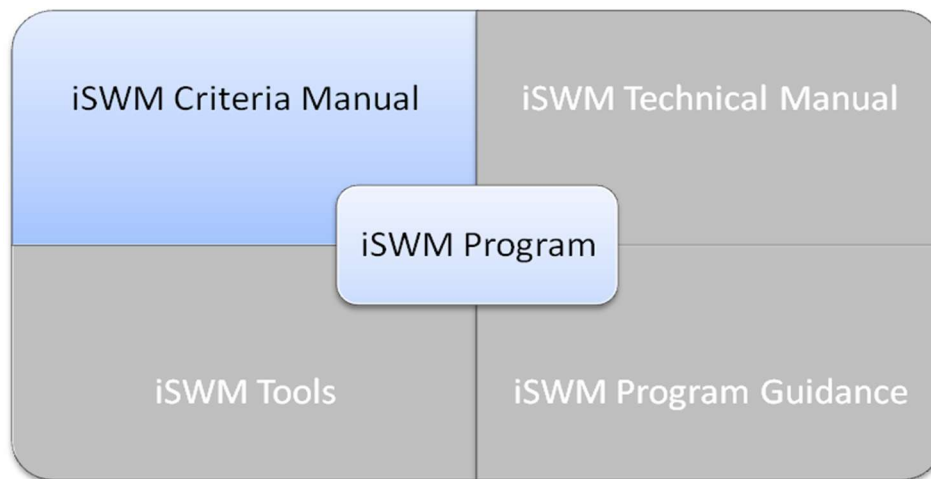 iSWM Criteria Manual
iSWM Technical Manual
iSWM Program
iSWM Tools
iSWM Program Guidance